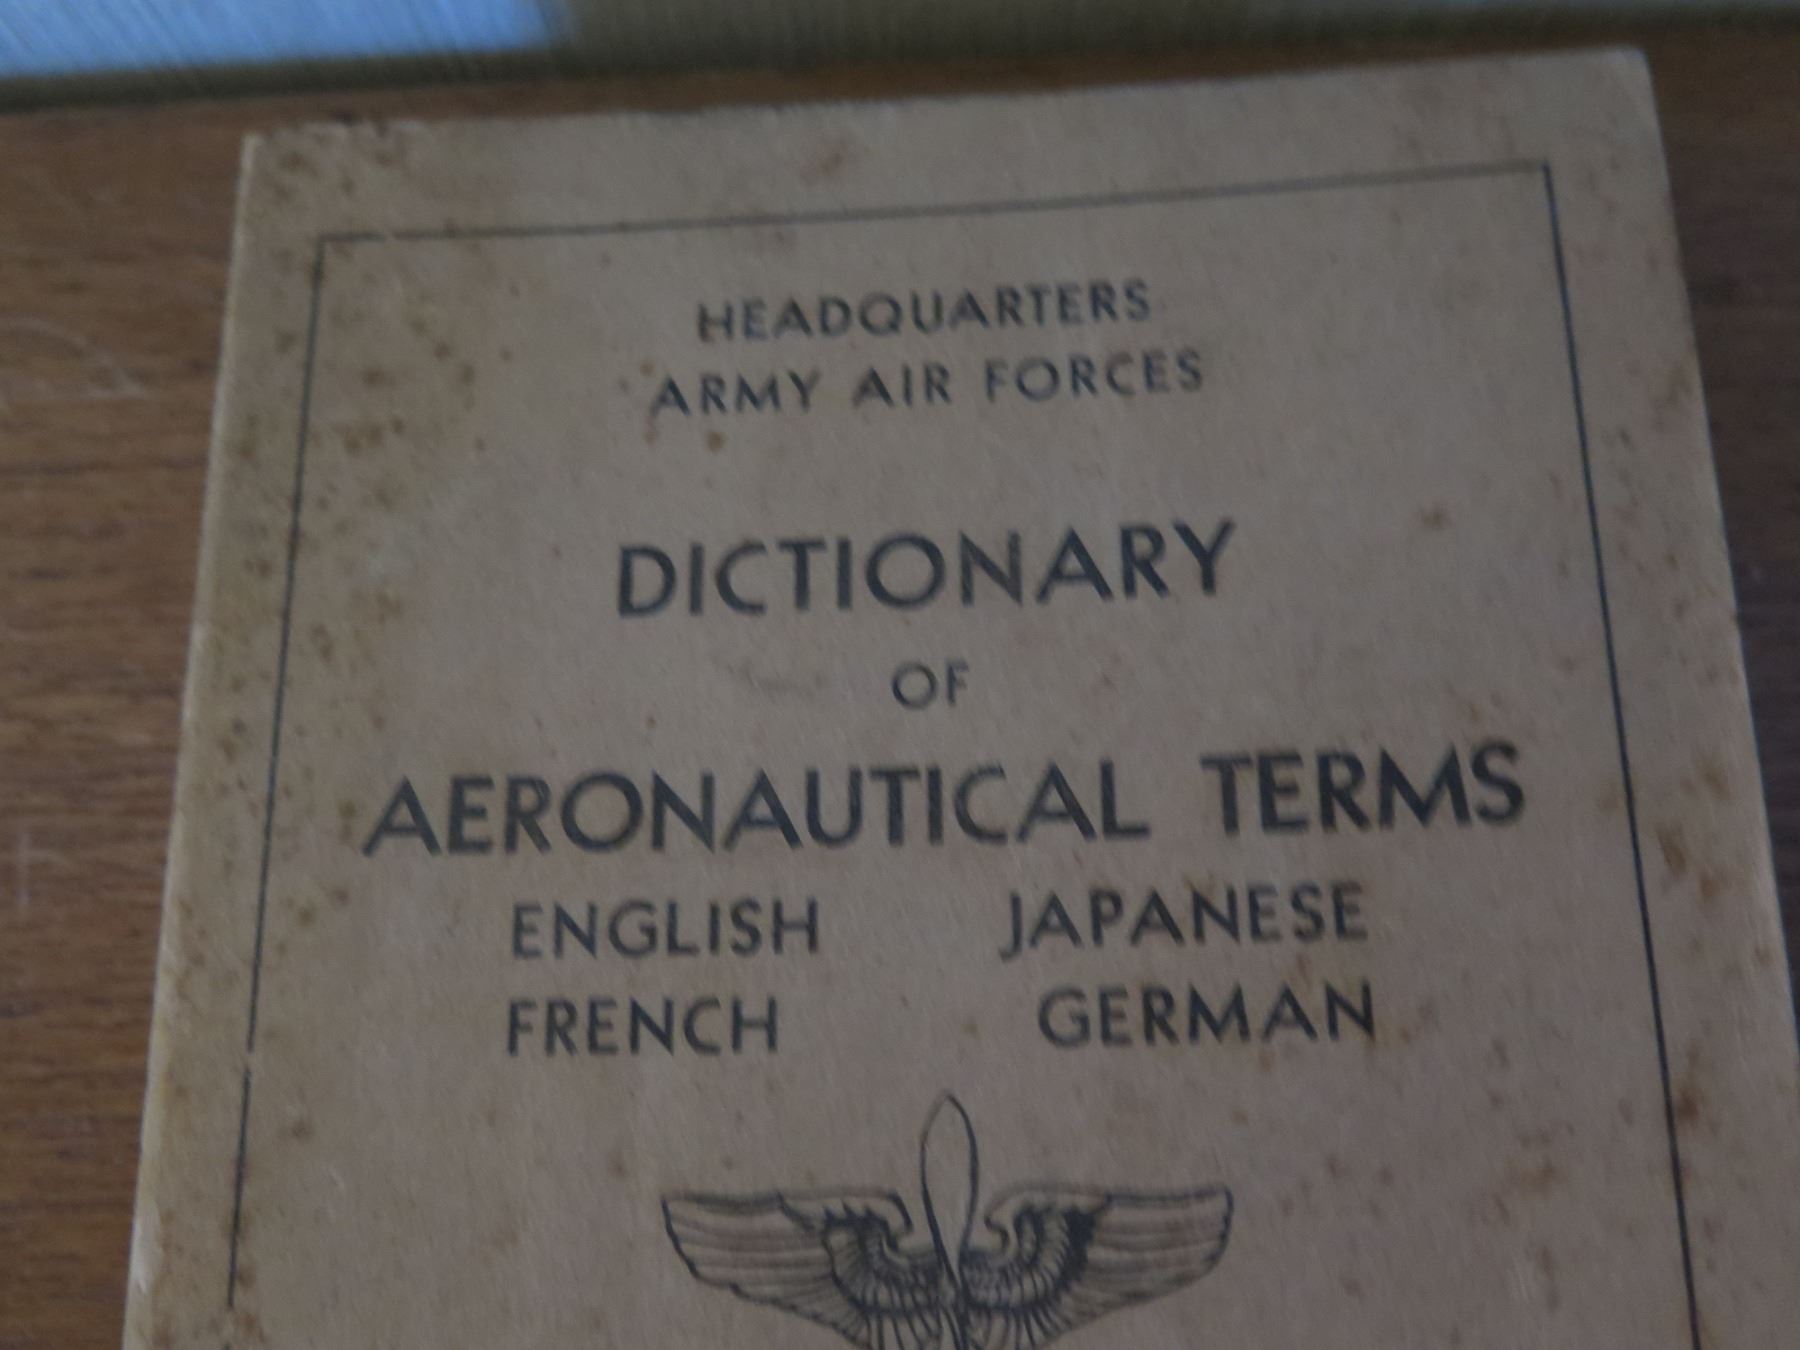 HEADQUARTERS
ARMY AIR FORCES
DICTIONARY
OF
AERONAUTICAL TERMS
ENGLISH JAPANESE
FRENCH GERMAN